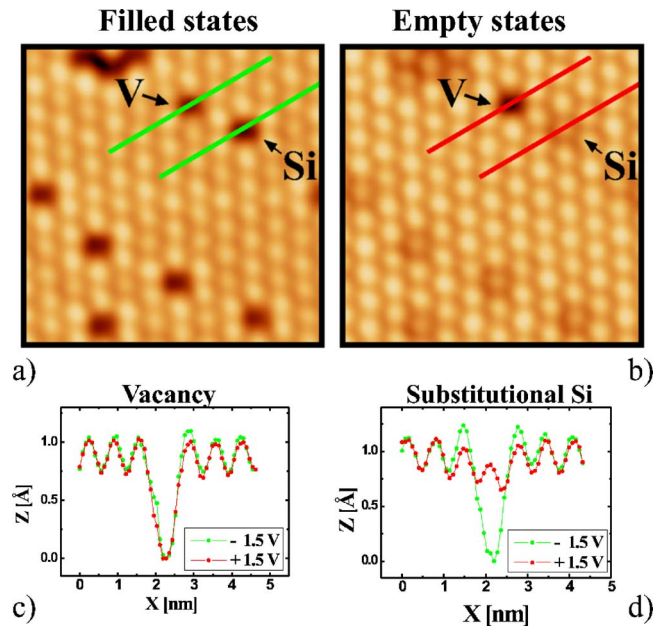 Filled states
Empty states
V
Si
V
Si
a)
b)
Vacancy
Z [Å]
1.0
0.5
0.0
- 1.5 V
+ 1.5 V
0 1 2 3 4 5
X [nm]
c)
Substitutional Si
Z [Å]
1.0
0.5
0.0
- 1.5 V
+ 1.5 V
0 1 2 3 4 5
X [nm]
d)